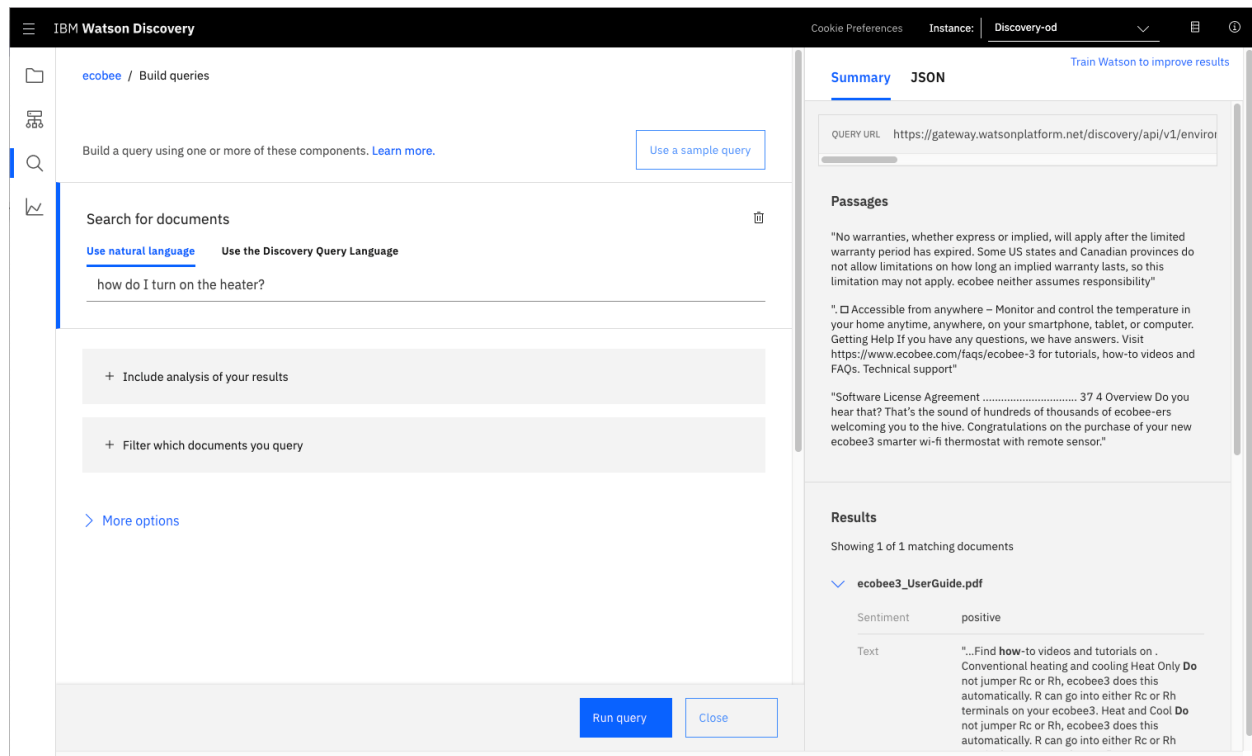 IBM Watson Discovery
Cookie Preferences
Instance:
Discovery-od
ecobee / Build queries
Build a query using one or more of these components. Learn more.
Use a sample query
Search for documents
Use natural language
Use the Discovery Query Language
how do I turn on the heater?
+ Include analysis of your results
+ Filter which documents you query
More options
Run query
Close
Train Watson to improve results
Summary
JSON
QUERY URL https://gateway.watsonplatform.net/discovery/api/v1/enviror
Passages
"No warranties, whether express or implied, will apply after the limited
warranty period has expired. Some US states and Canadian provinces do
not allow limitations on how long an implied warranty lasts, so this
limitation may not apply. ecobee neither assumes responsibility"
". ☐ Accessible from anywhere – Monitor and control the temperature in
your home anytime, anywhere, on your smartphone, tablet, or computer.
Getting Help If you have any questions, we have answers. Visit
https://www.ecobee.com/faqs/ecobee-3 for tutorials, how-to videos and
FAQs. Technical support"
"Software License Agreement .............................. 37 4 Overview Do you
hear that? That's the sound of hundreds of thousands of ecobee-ers
welcoming you to the hive. Congratulations on the purchase of your new
ecobee3 smarter wi-fi thermostat with remote sensor."
Results
Showing 1 of 1 matching documents
ecobee3_UserGuide.pdf
Sentiment positive
Text "...Find how-to videos and tutorials on .
Conventional heating and cooling Heat Only Do
not jumper Rc or Rh, ecobee3 does this
automatically. R can go into either Rc or Rh
terminals on your ecobee3. Heat and Cool Do
not jumper Rc or Rh, ecobee3 does this
automatically. R can go into either Rc or Rh